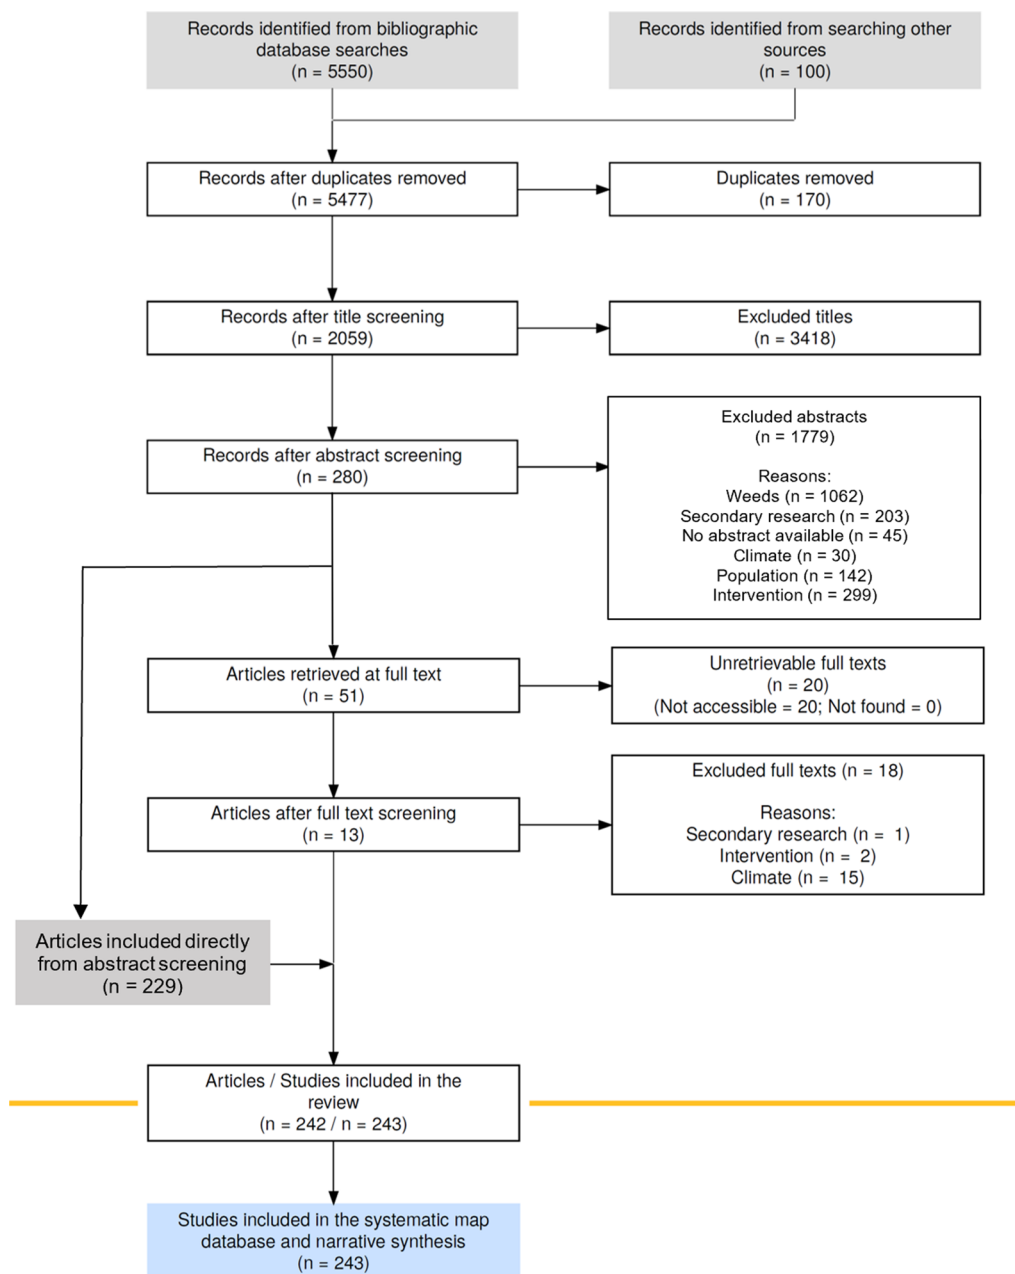 Records identified from bibliographic
database searches
(n = 5550)
Records identified from searching other
sources
(n = 100)
Records after duplicates removed
(n = 5477)
Duplicates removed
(n = 170)
Records after title screening
(n = 2059)
Excluded titles
(n = 3418)
Records after abstract screening
(n = 280)
Excluded abstracts
(n = 1779)
Reasons:
Weeds (n = 1062)
Secondary research (n = 203)
No abstract available (n = 45)
Climate (n = 30)
Population (n = 142)
Intervention (n = 299)
Articles retrieved at full text
(n = 51)
Unretrievable full texts
(n = 20)
(Not accessible = 20; Not found = 0)
Articles after full text screening
(n = 13)
Excluded full texts (n = 18)
Reasons:
Secondary research (n = 1)
Intervention (n = 2)
Climate (n = 15)
Articles included directly
from abstract screening
(n = 229)
Articles / Studies included in the
review
(n = 242 / n = 243)
Studies included in the systematic map
database and narrative synthesis
(n = 243)